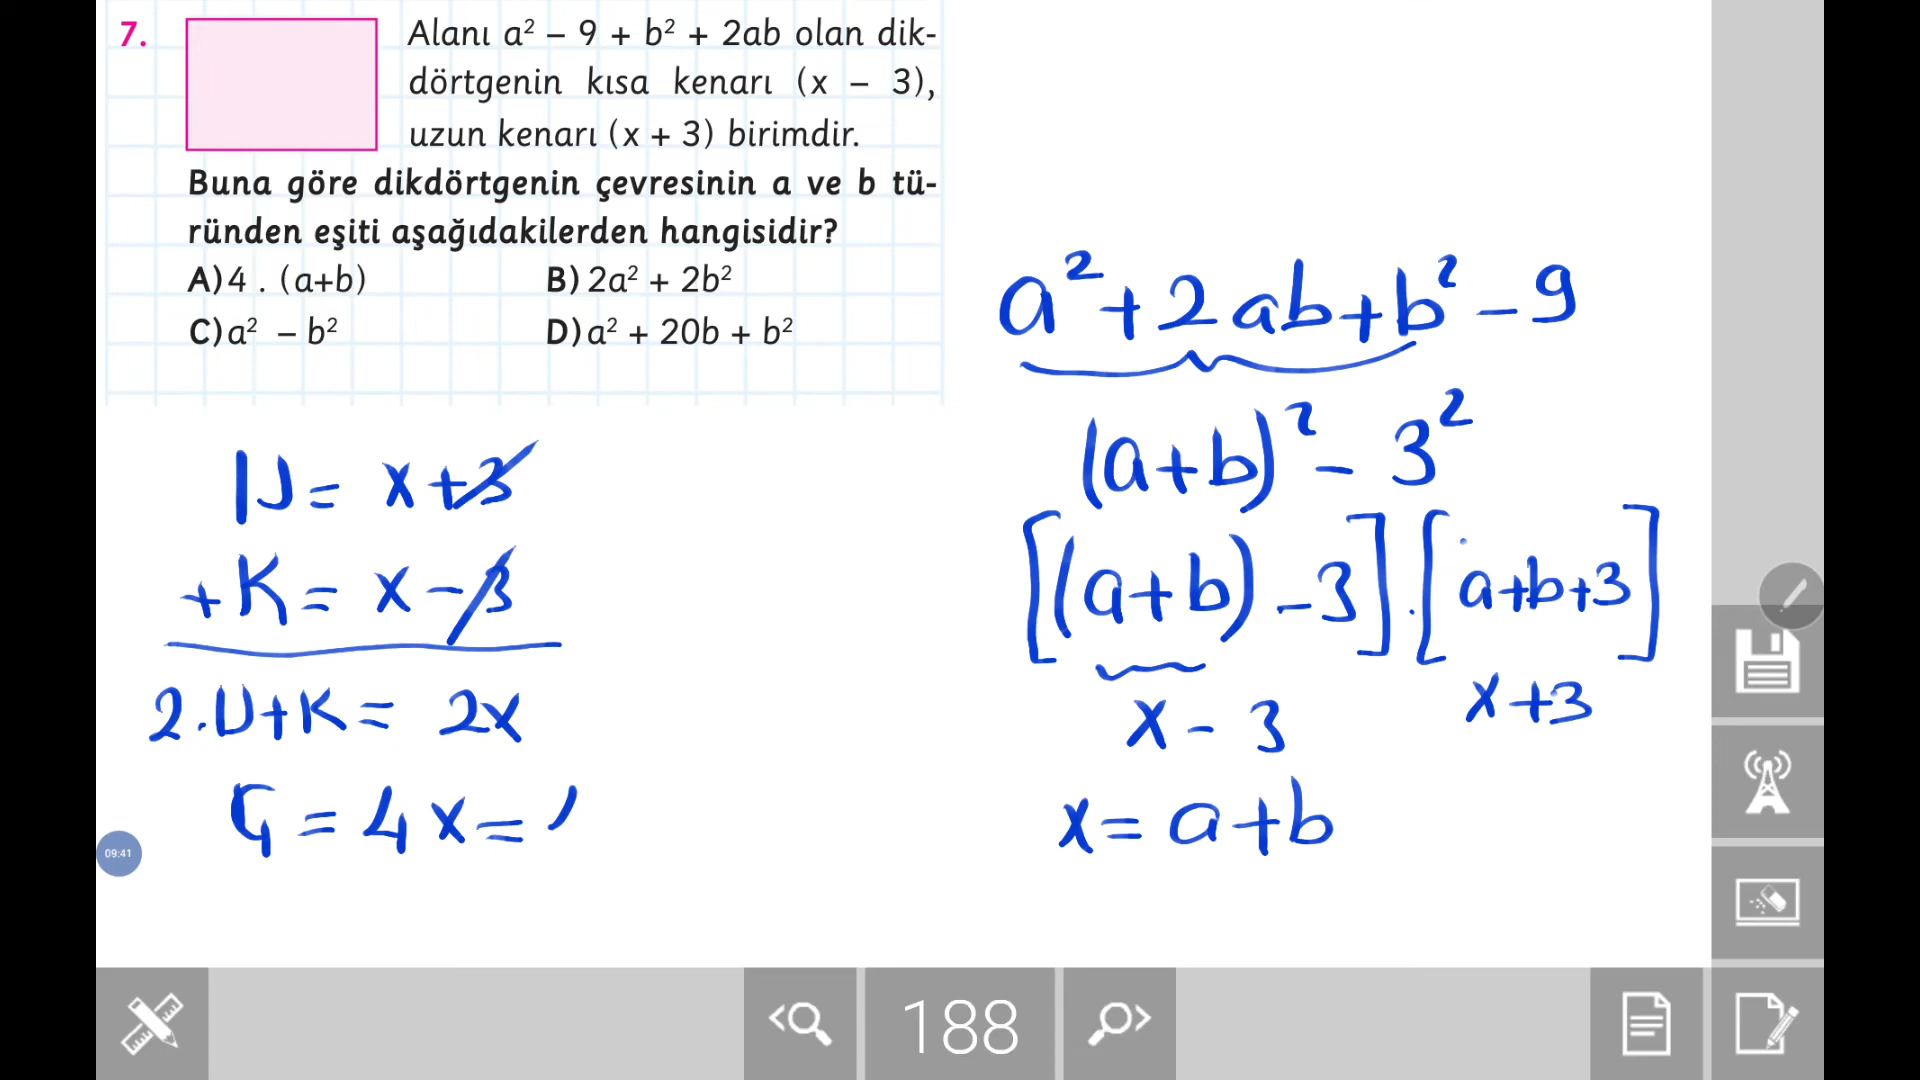 7.
Alanı a² – 9 + b² + 2ab olan dik-
dörtgenin kısa kenarı (x – 3),
uzun kenarı (x + 3) birimdir.
Buna göre dikdörtgenin çevresinin a ve b tü-
ründen eşiti aşağıdakilerden hangisidir?
A) 4 . (a+b)
B) 2a² + 2b²
C) a² – b²
D) a² + 20b + b²
U = x+3
+ K = x-3
2.U+K = 2x
Ç = 4x =
a² + 2ab + b² - 9
(a+b)² - 3²
[(a+b) - 3] . [a+b+3]
x - 3
x+3
x = a+b
09:41
188